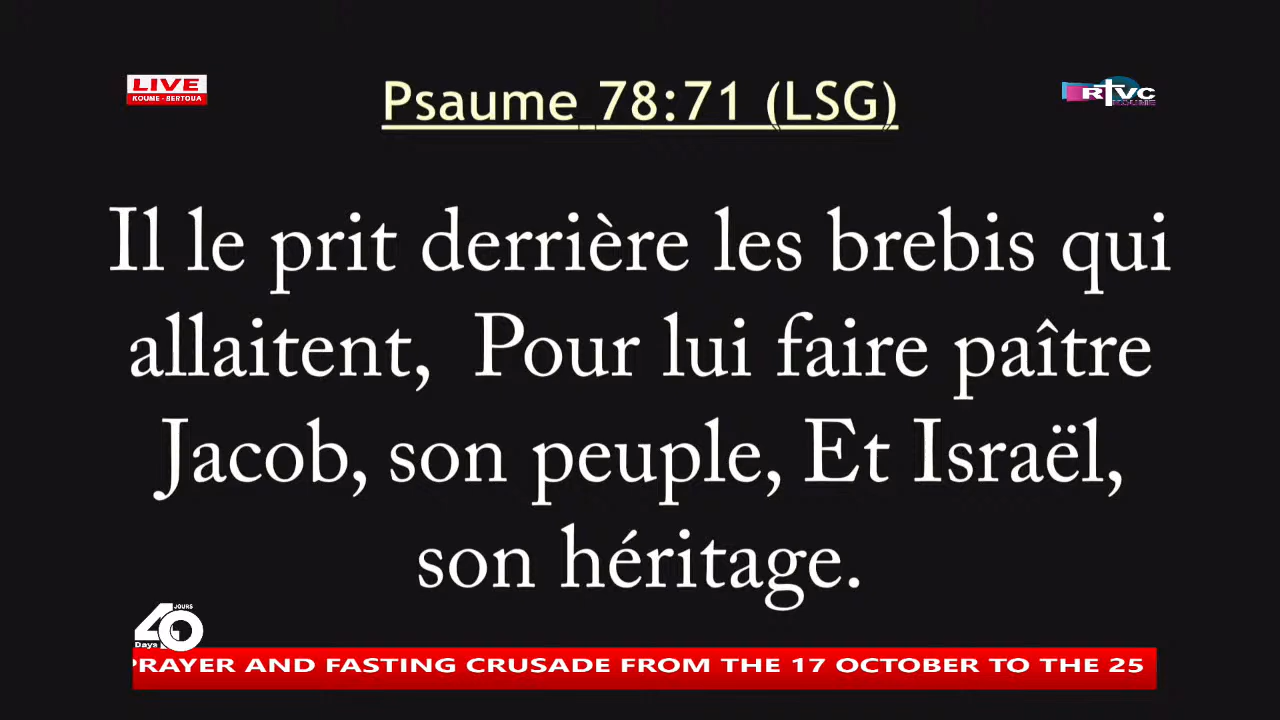 LIVE
KOUME - BERTOUA
Psaume 78:71 (LSG)
RTVC
KOUME
Il le prit derrière les brebis qui
allaitent, Pour lui faire paître
Jacob, son peuple, Et Israël,
son héritage.
40
JOURS
Days
PRAYER AND FASTING CRUSADE FROM THE 17 OCTOBER TO THE 25